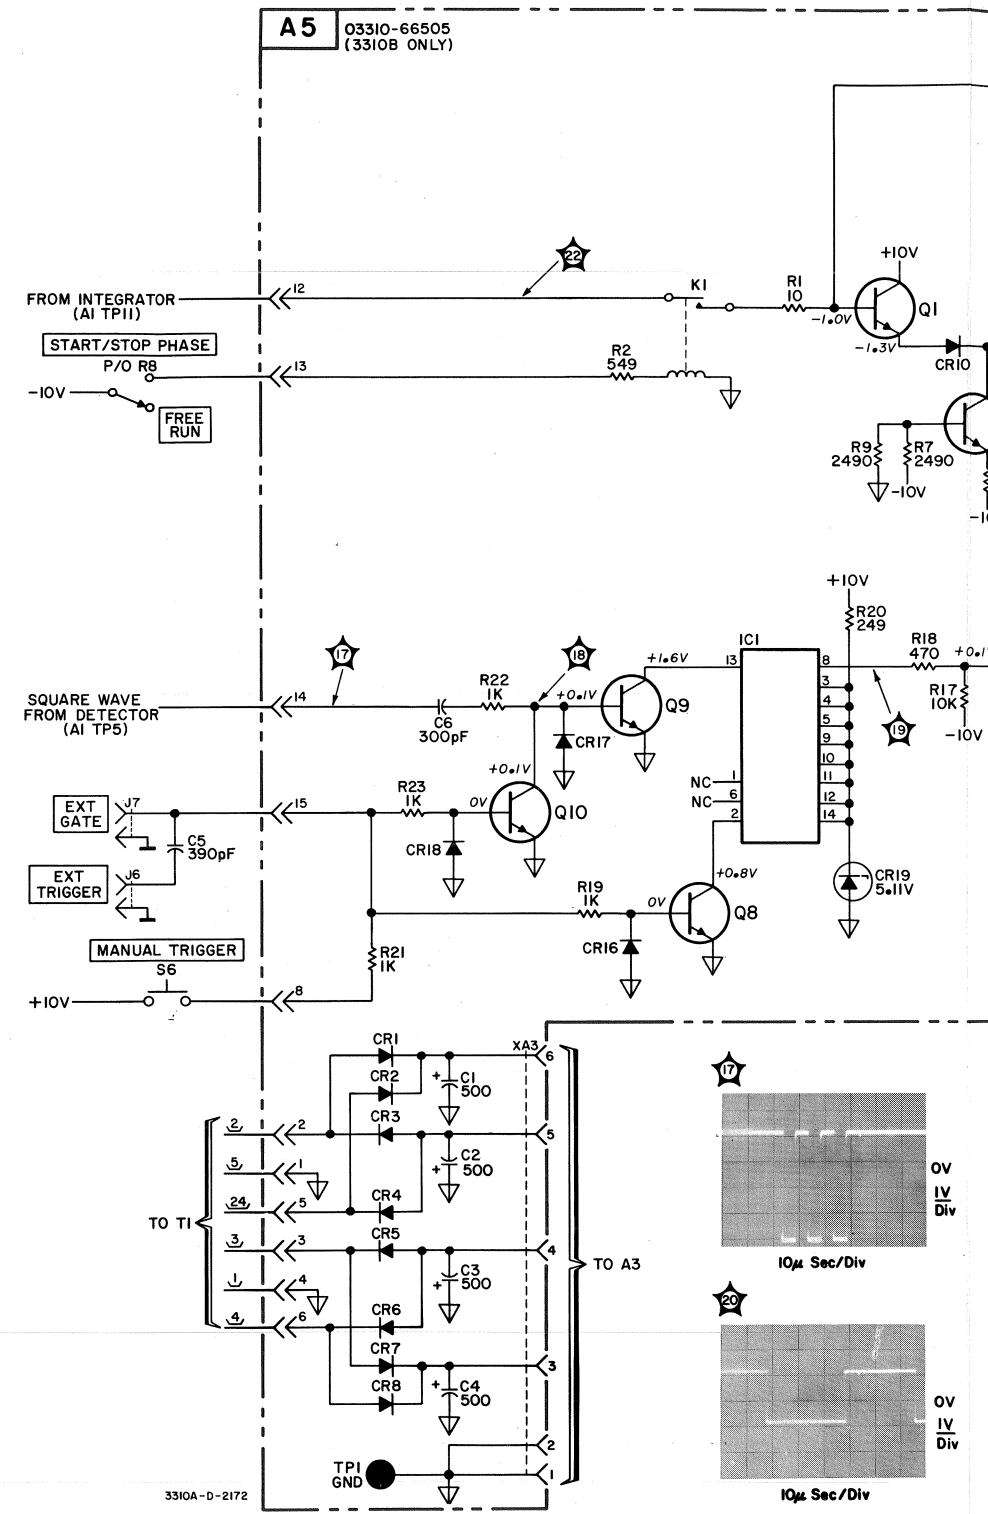 A5
03310-66505
(3310B ONLY)
22
+10V
12
K1
R1
10
Q1
FROM INTEGRATOR
(A1 TP11)
-1.0V
START/STOP PHASE
-1.3V
P/O R8
13
R2
549
CR10
-10V
FREE
RUN
R9
2490
R7
2490
-10V
+10V
R20
249
IC1
17
18
+1.6V
13
8
R18
470
SQUARE WAVE
FROM DETECTOR
(A1 TP5)
14
R22
1K
+0.1V
Q9
3
4
R17
10K
C6
300pF
CR17
5
19
-10V
9
+0.1V
10
NC
1
11
EXT
GATE
J7
15
R23
1K
0V
Q10
NC
6
12
2
14
C5
390pF
CR18
EXT
TRIGGER
J6
+0.8V
CR19
5.11V
R19
1K
0V
Q8
MANUAL TRIGGER
R21
1K
CR16
S6
+10V
8
CR1
XA3
6
17
CR2
+
C1
500
CR3
2
2
5
5
1
+
C2
500
0V
24
5
CR4
1V
Div
TO T1
3
3
CR5
4
TO A3
10μ Sec/Div
1
4
+
C3
500
20
4
6
CR6
CR7
3
CR8
+
C4
500
0V
1V
Div
2
TP1
GND
1
3310A-D-2172
10μ Sec/Div